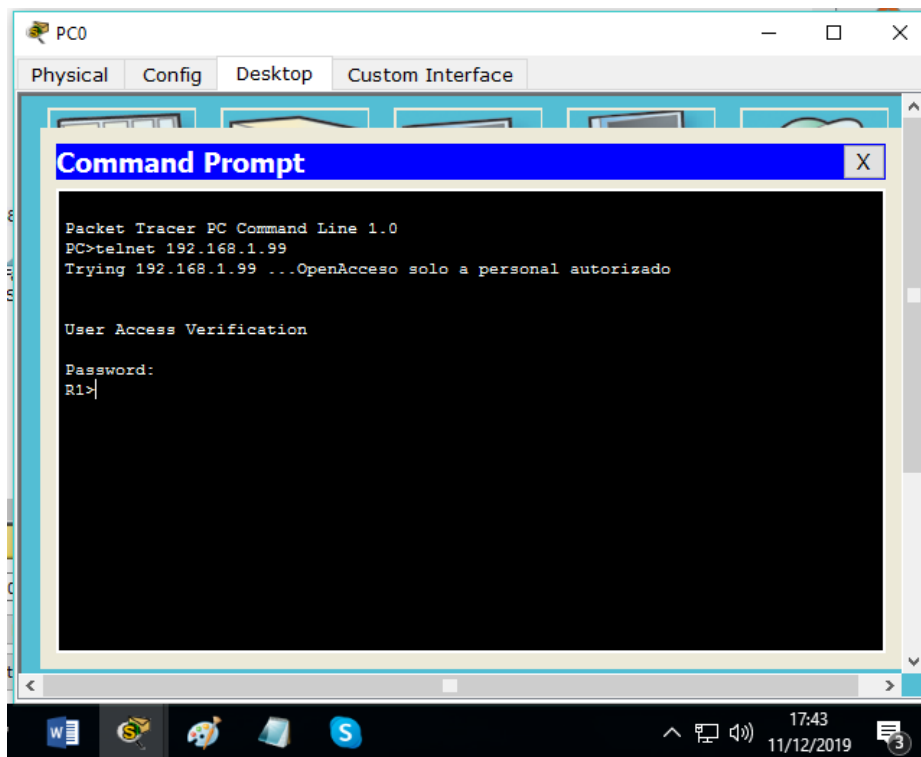 PC0
Physical Config Desktop Custom Interface
Command Prompt
X
Packet Tracer PC Command Line 1.0
PC>telnet 192.168.1.99
Trying 192.168.1.99 ...OpenAcceso solo a personal autorizado
User Access Verification
Password:
R1>
17:43
11/12/2019
3